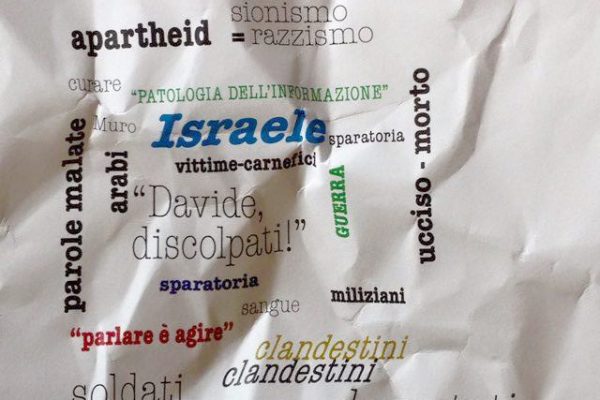 sionismo
apartheid = razzismo
curare
"PATOLOGIA DELL'INFORMAZIONE"
Muro
Israele
sparatoria
vittime-carnefici
parole malate
arabi
"Davide,
discolpati!"
GUERRA
ucciso - morto
sparatoria
sangue
miliziani
"parlare è agire"
clandestini
clandestini
soldati